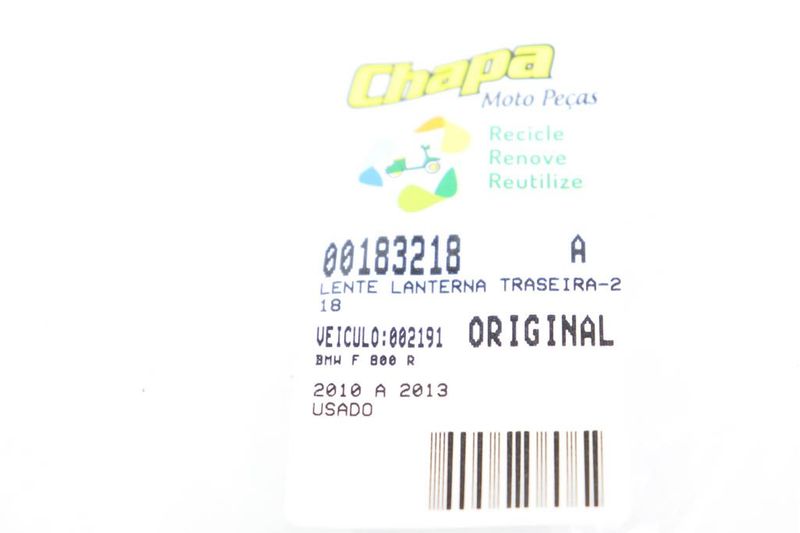 Chapa
Moto Peças
Recicle
Renove
Reutilize
00183218 A
LENTE LANTERNA TRASEIRA-2
18
VEICULO:002191 ORIGINAL
BMW F 800 R
2010 A 2013
USADO